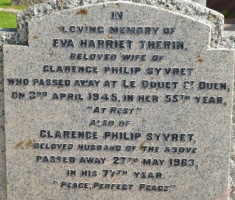 IN
LOVING MEMORY OF
EVA HARRIET THERIN,
BELOVED WIFE OF
CLARENCE PHILIP SYVRET,
WHO PASSED AWAY AT LE DOUET ST OUEN,
ON 3RD APRIL 1945, IN HER 55TH YEAR,
"AT REST"
ALSO OF
CLARENCE PHILIP SYVRET,
BELOVED HUSBAND OF THE ABOVE
PASSED AWAY 27TH MAY 1963,
IN HIS 77TH YEAR.
"PEACE, PERFECT PEACE"